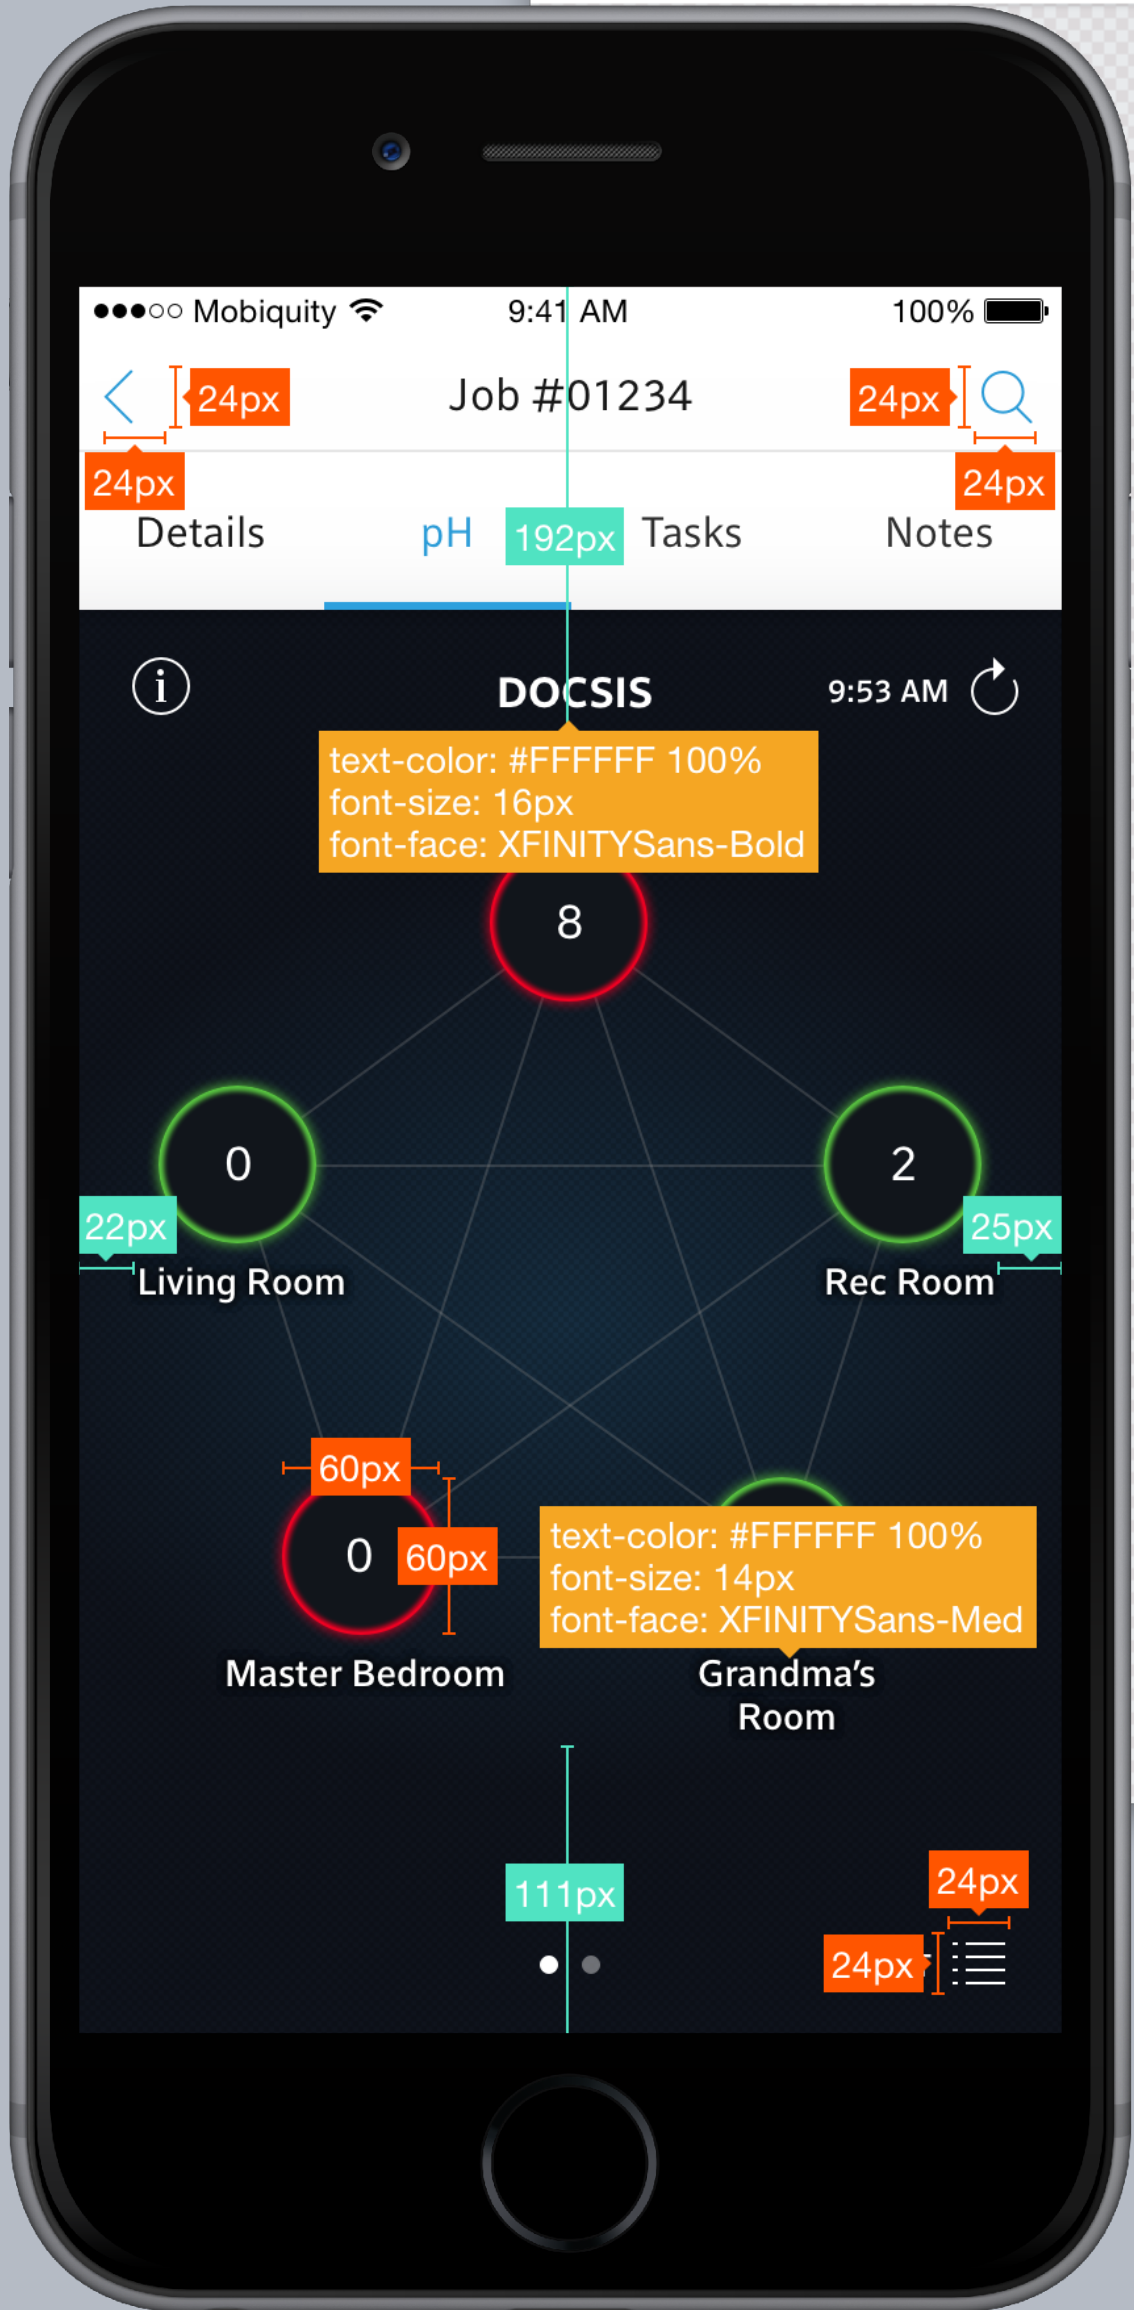 Mobiquity 9:41 AM 100%
24px Job #01234 24px
24px 24px
Details pH 192px Tasks Notes
i DOCSIS 9:53 AM
text-color: #FFFFFF 100%
font-size: 16px
font-face: XFINITYSans-Bold
8
0 2
22px 25px
Living Room Rec Room
60px
0 60px
text-color: #FFFFFF 100%
font-size: 14px
font-face: XFINITYSans-Med
Master Bedroom Grandma's
Room
111px
24px
24px